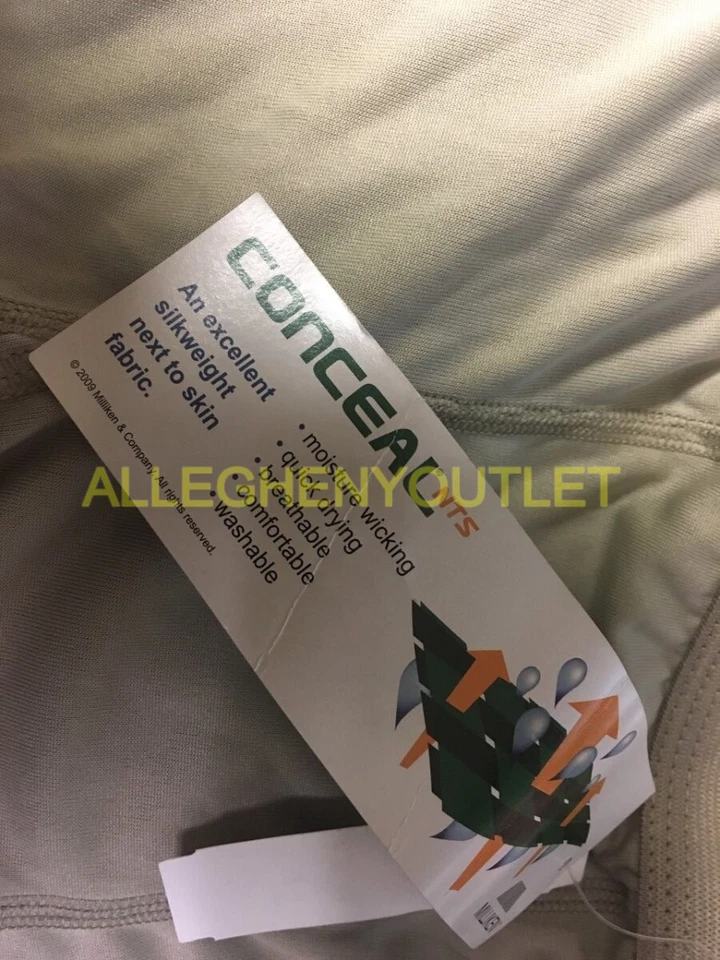 CONCEAL NTS
An excellent
silkweight
next to skin
fabric.
• moisture wicking
• quick drying
• breathable
• comfortable
• washable
© 2009 Milliken & Company. All rights reserved.
ALLEGHENYOUTLET